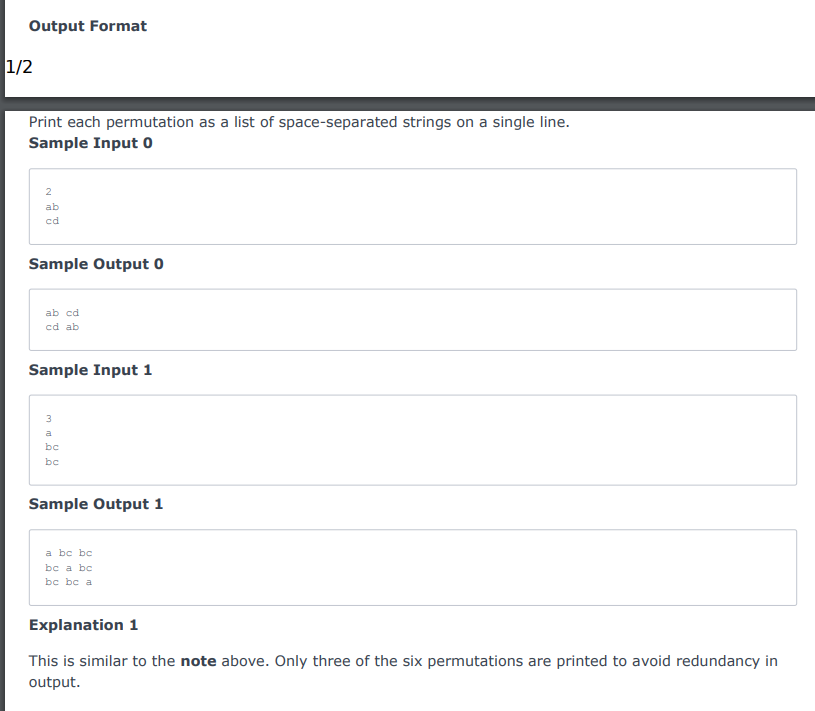 Output Format
1/2
Print each permutation as a list of space-separated strings on a single line.
Sample Input 0
2
ab
cd
Sample Output 0
ab cd
cd ab
Sample Input 1
3
a
bc
bc
Sample Output 1
a bc bc
bc a bc
bc bc a
Explanation 1
This is similar to the note above. Only three of the six permutations are printed to avoid redundancy in
output.